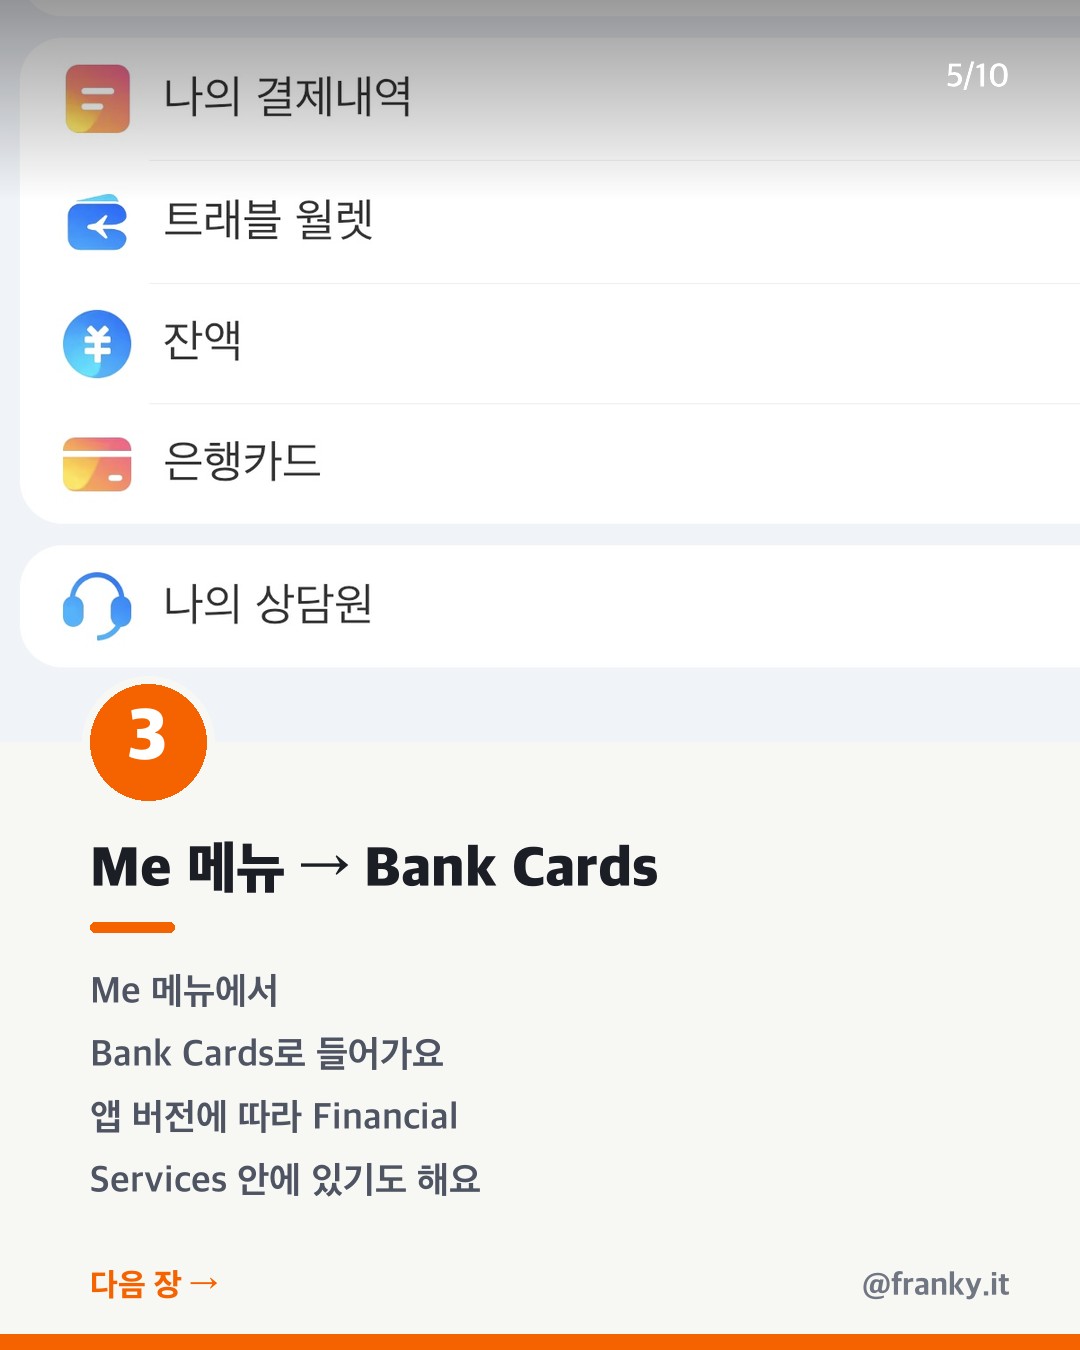 나의 결제내역
5/10
트래블 월렛
잔액
은행카드
나의 상담원
3
Me 메뉴 → Bank Cards
Me 메뉴에서
Bank Cards로 들어가요
앱 버전에 따라 Financial
Services 안에 있기도 해요
다음 장 →
@franky.it